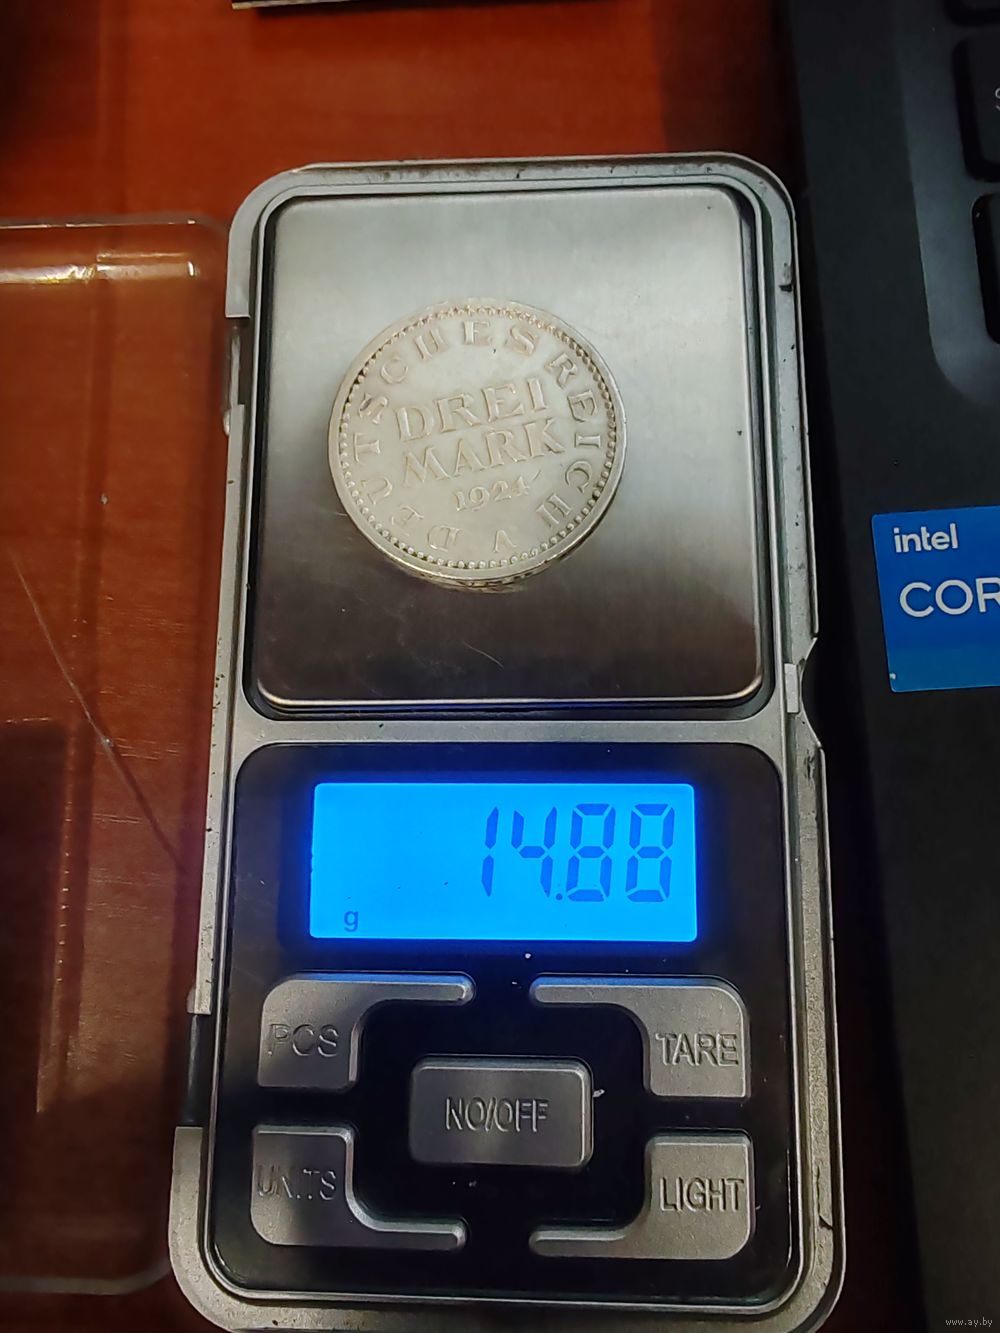 DEUTSCHES REICH A
DREI
MARK
1924
intel
COR
14.88
g
PCS
TARE
NO/OFF
UNITS
LIGHT
www.ay.by